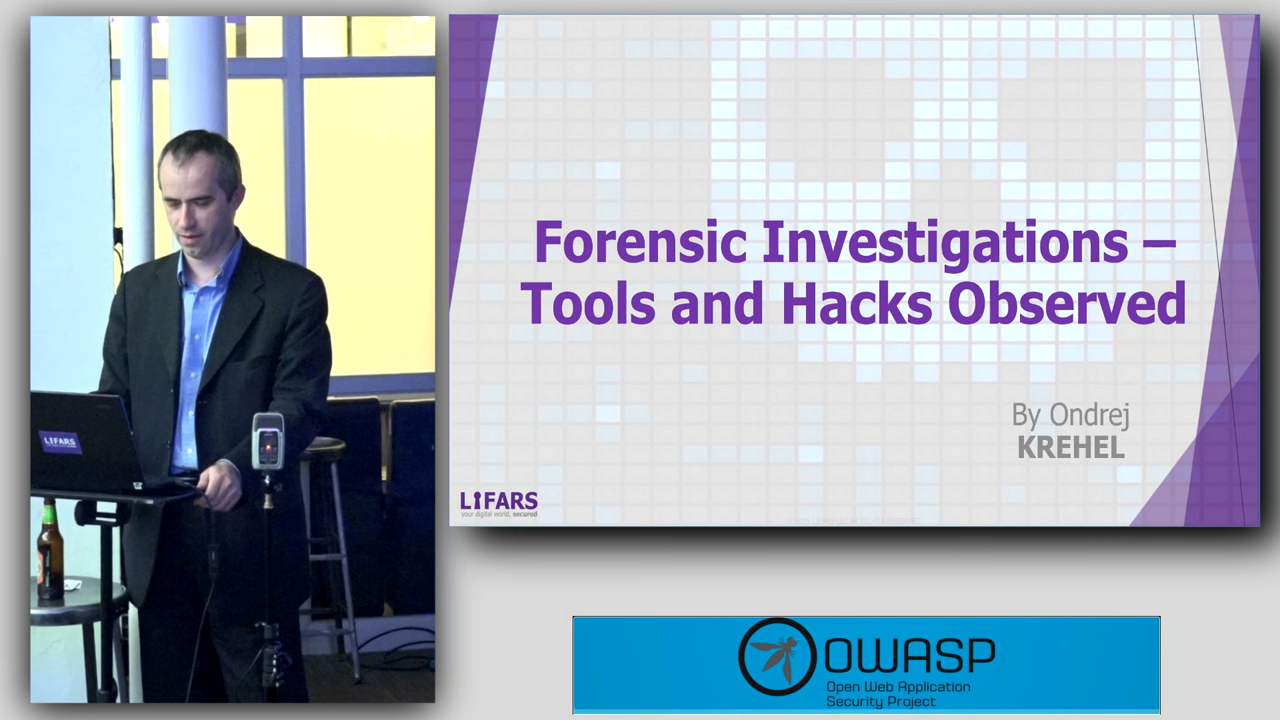 LIFARS
Forensic Investigations –
Tools and Hacks Observed
By Ondrej
KREHEL
LIFARS
your digital world, secured
OWASP
Open Web Application
Security Project